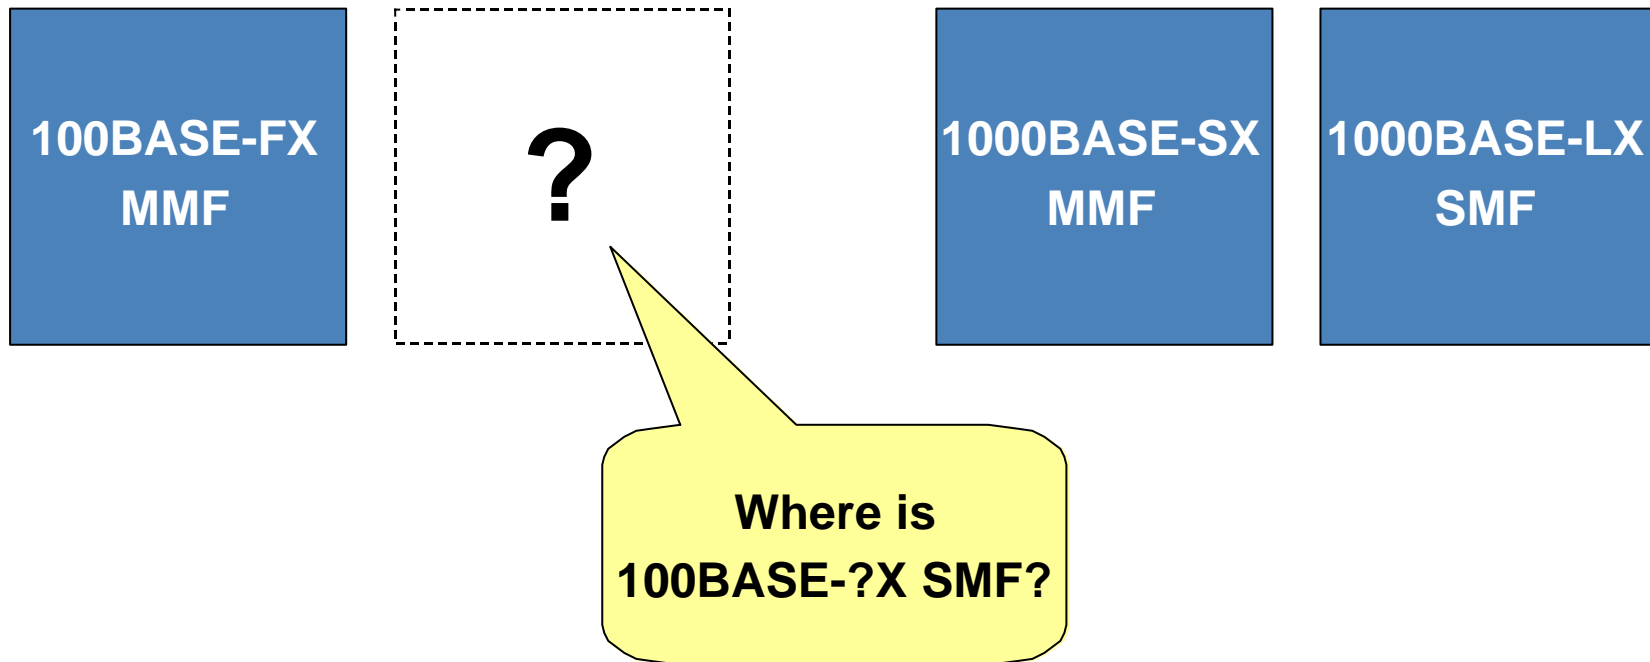 100BASE-FX
MMF
?
1000BASE-SX
MMF
1000BASE-LX
SMF
Where is
100BASE-?X SMF?